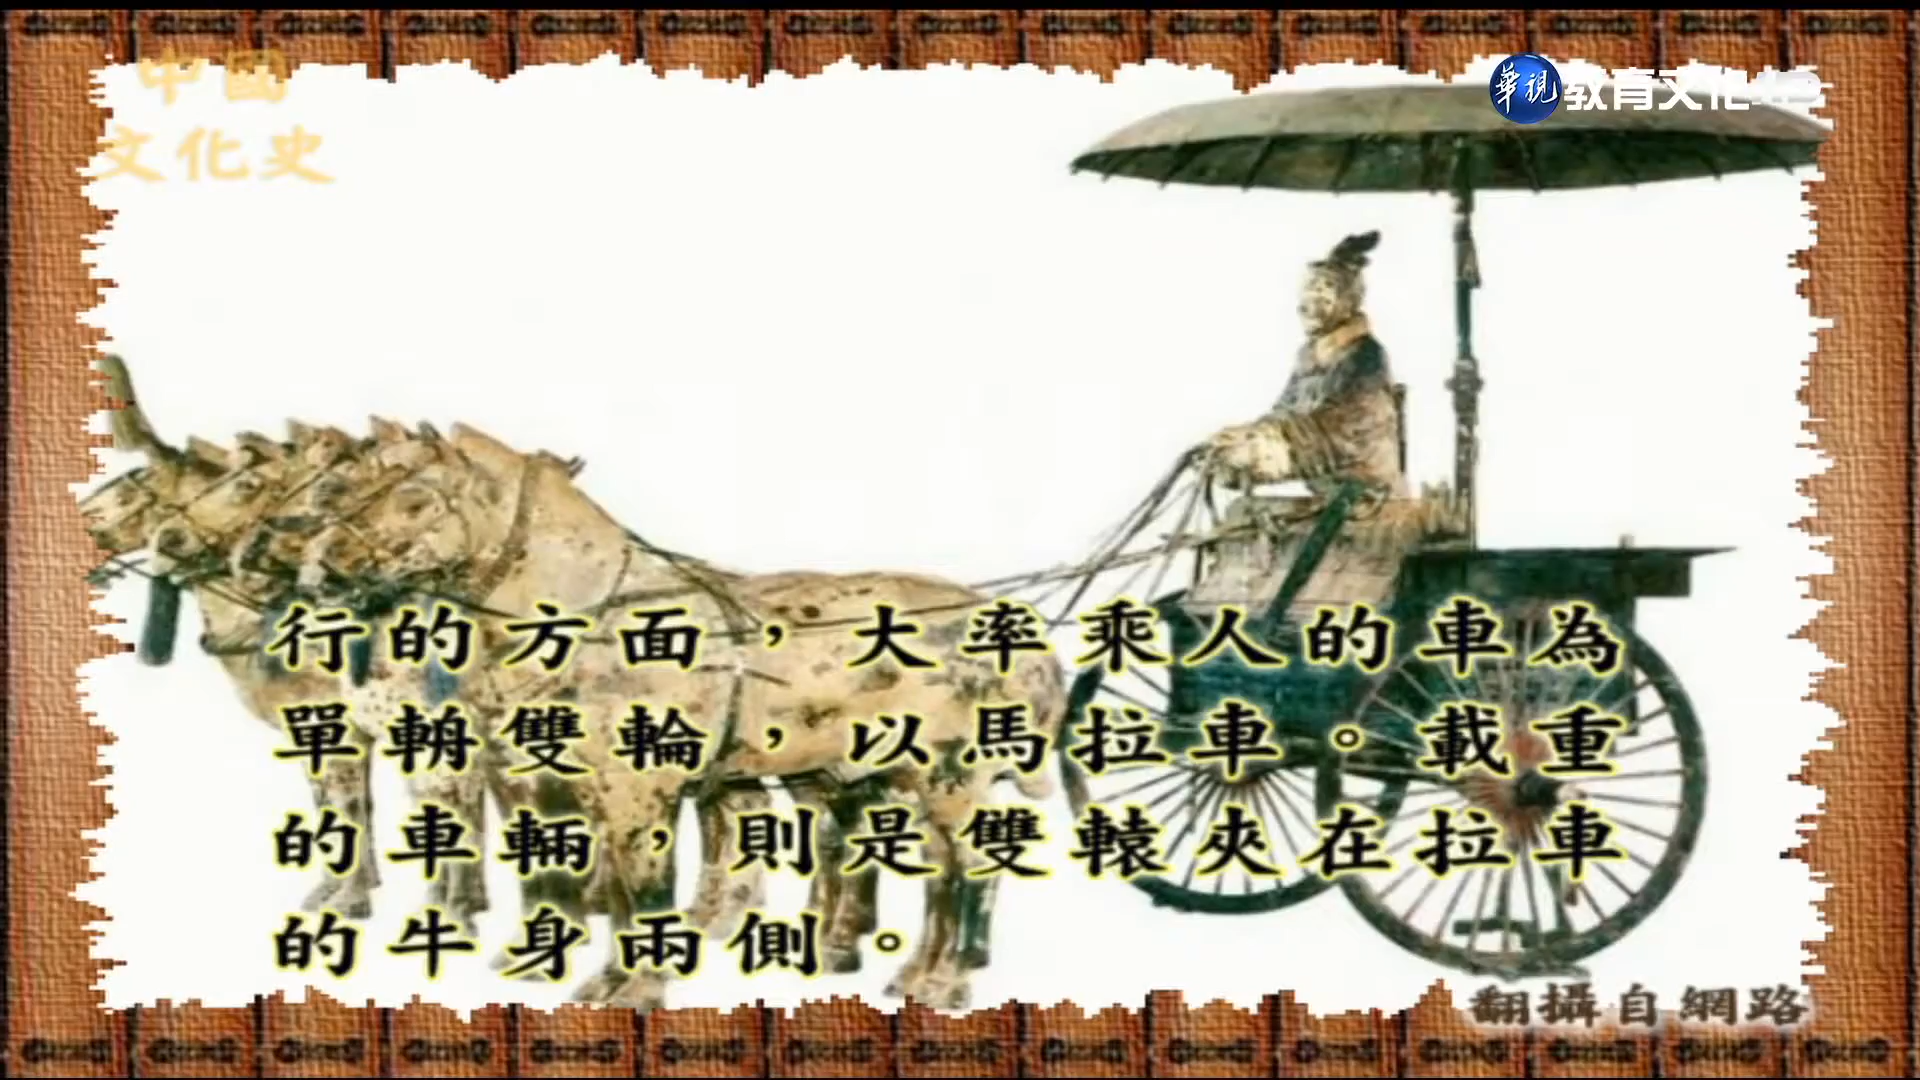 中國
文化史
華視 教育文化HD
行的方面，大率乘人的車為
單輈雙輪，以馬拉車。載重
的車輛，則是雙轅夾在拉車
的牛身兩側。
翻攝自網路